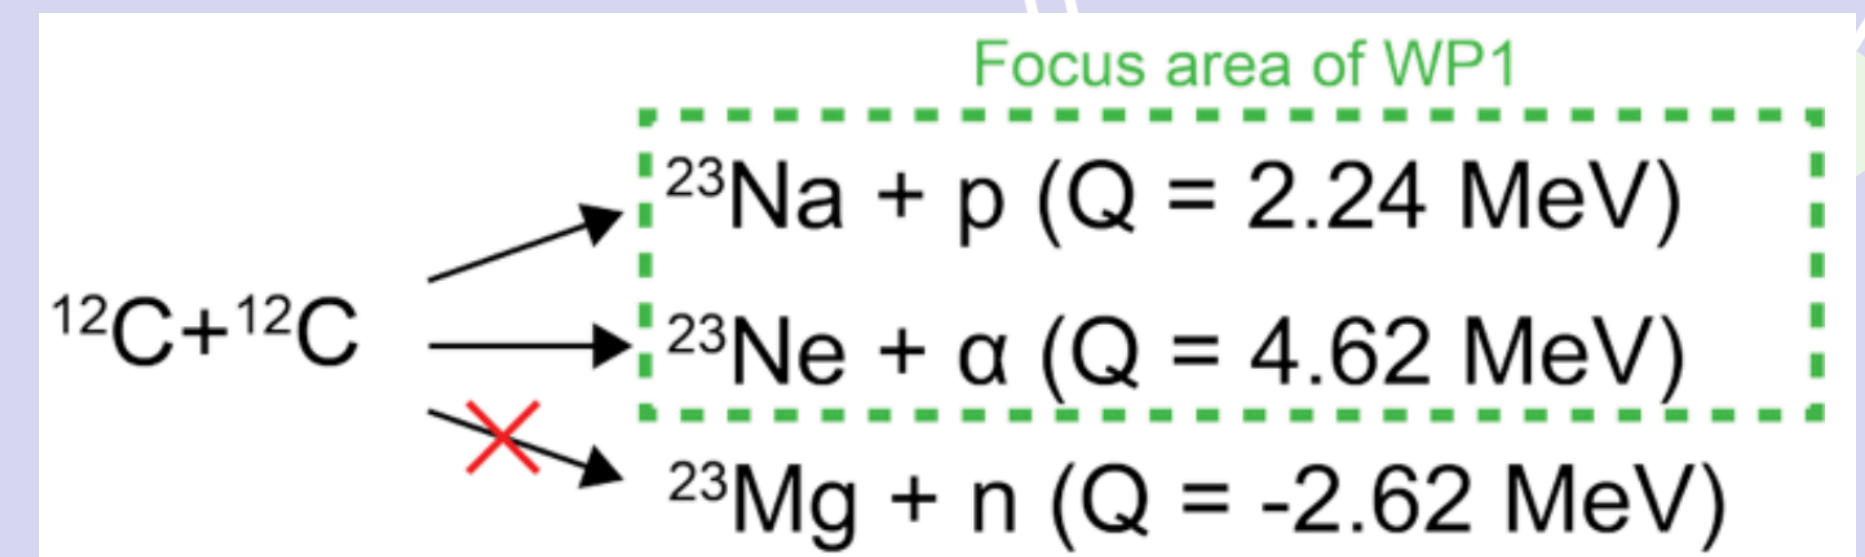 Focus area of WP1
²³Na + p (Q = 2.24 MeV)
¹²C+¹²C
²³Ne + α (Q = 4.62 MeV)
²³Mg + n (Q = -2.62 MeV)